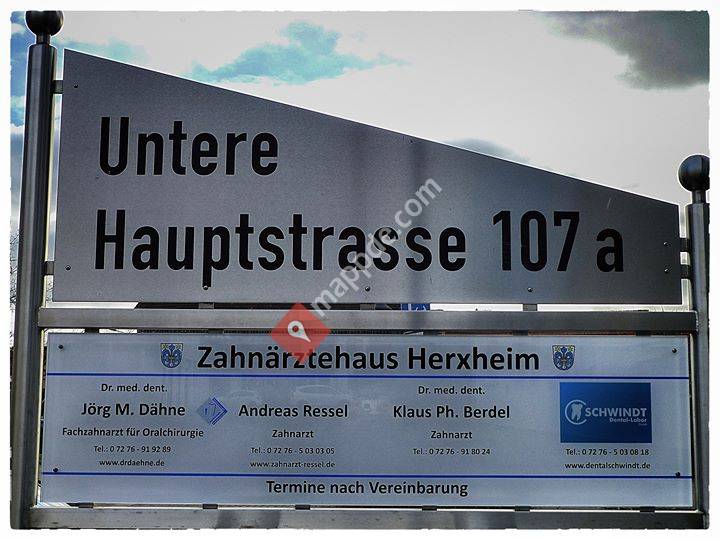 Untere
Hauptstrasse 107 a
mappde.com
Zahnärztehaus Herxheim
Dr. med. dent.
Jörg M. Dähne
Fachzahnarzt für Oralchirurgie
Tel.: 0 72 76 - 91 92 89
www.drdaehne.de
Andreas Ressel
Zahnarzt
Tel.: 0 72 76 - 5 03 03 05
www.zahnarzt-ressel.de
Dr. med. dent.
Klaus Ph. Berdel
Zahnarzt
Tel.: 0 72 76 - 91 80 24
SCHWINDT
Dental-Labor
Tel.: 0 72 76 - 5 03 08 18
www.dentalschwindt.de
Termine nach Vereinbarung